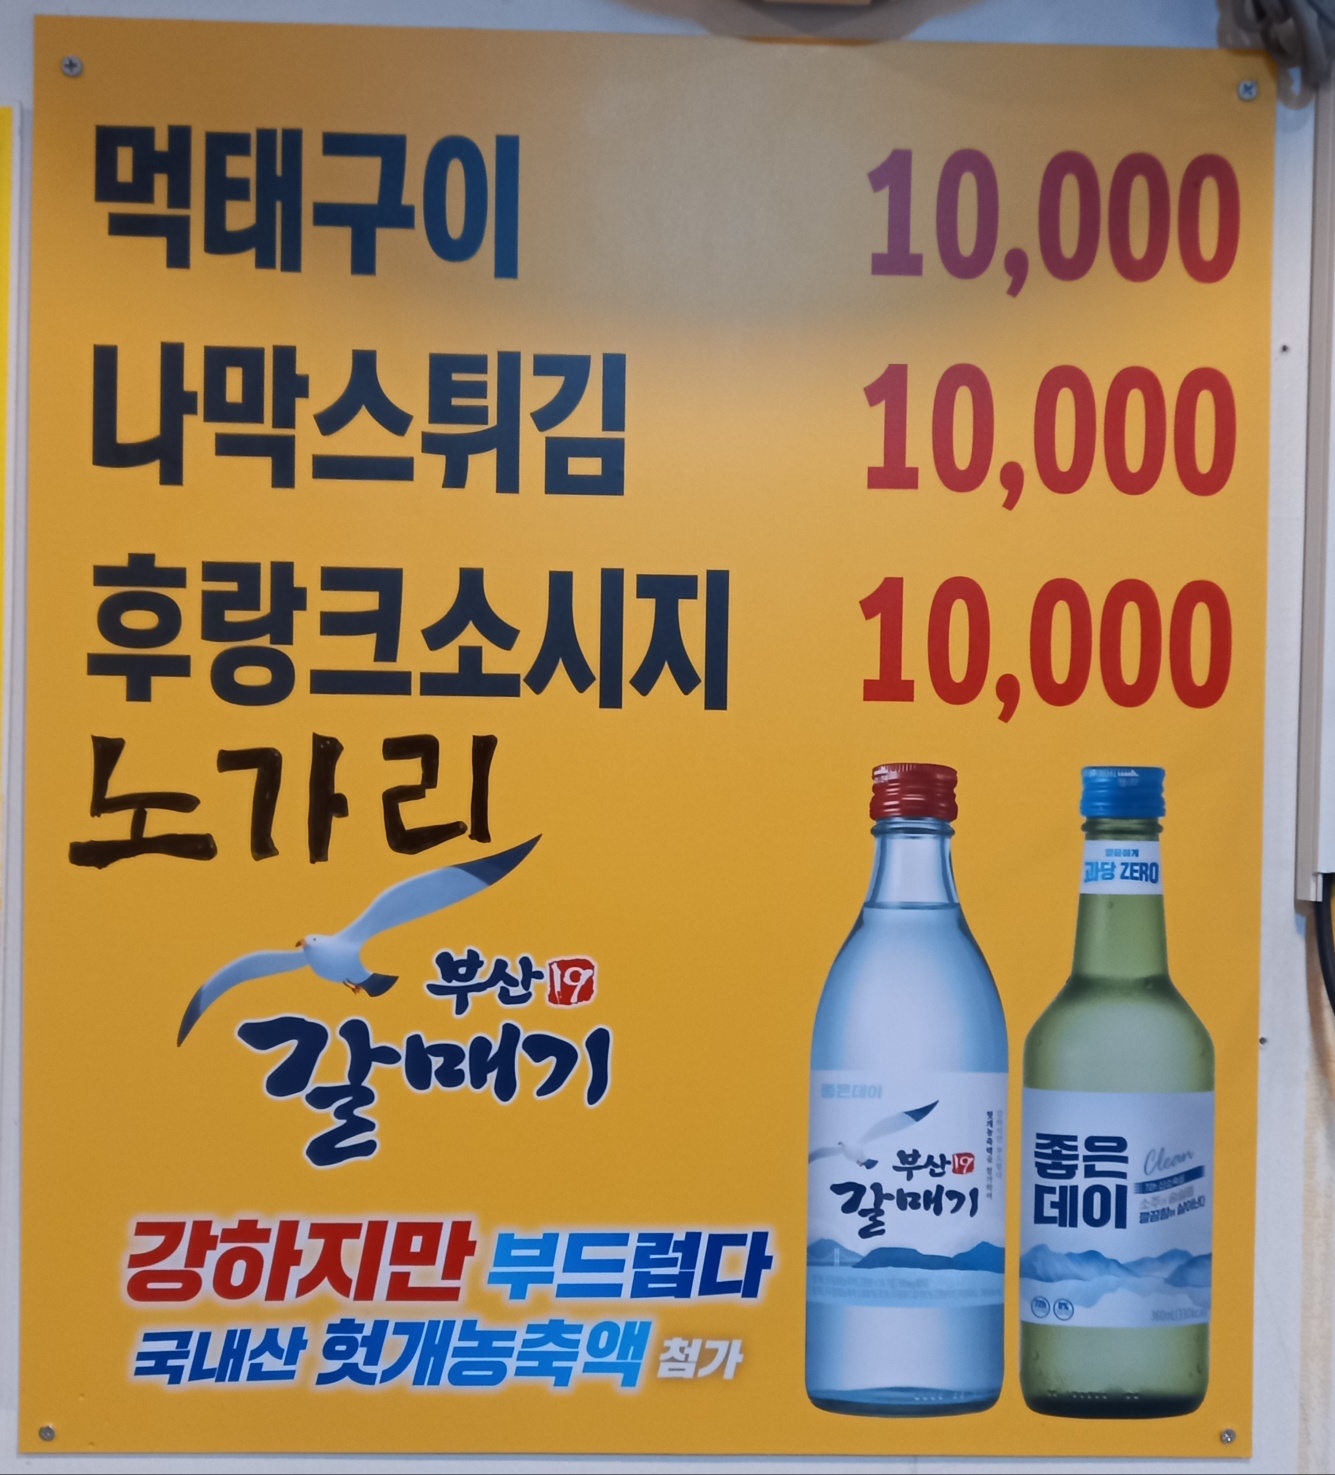 먹태구이 10,000
나막스튀김 10,000
후랑크소시지 10,000
노가리
부산 19
갈매기
강하지만 부드럽다
국내산 헛개농축액 첨가
좋은데이
부산 19
갈매기
과당 ZERO
좋은
데이
Clean